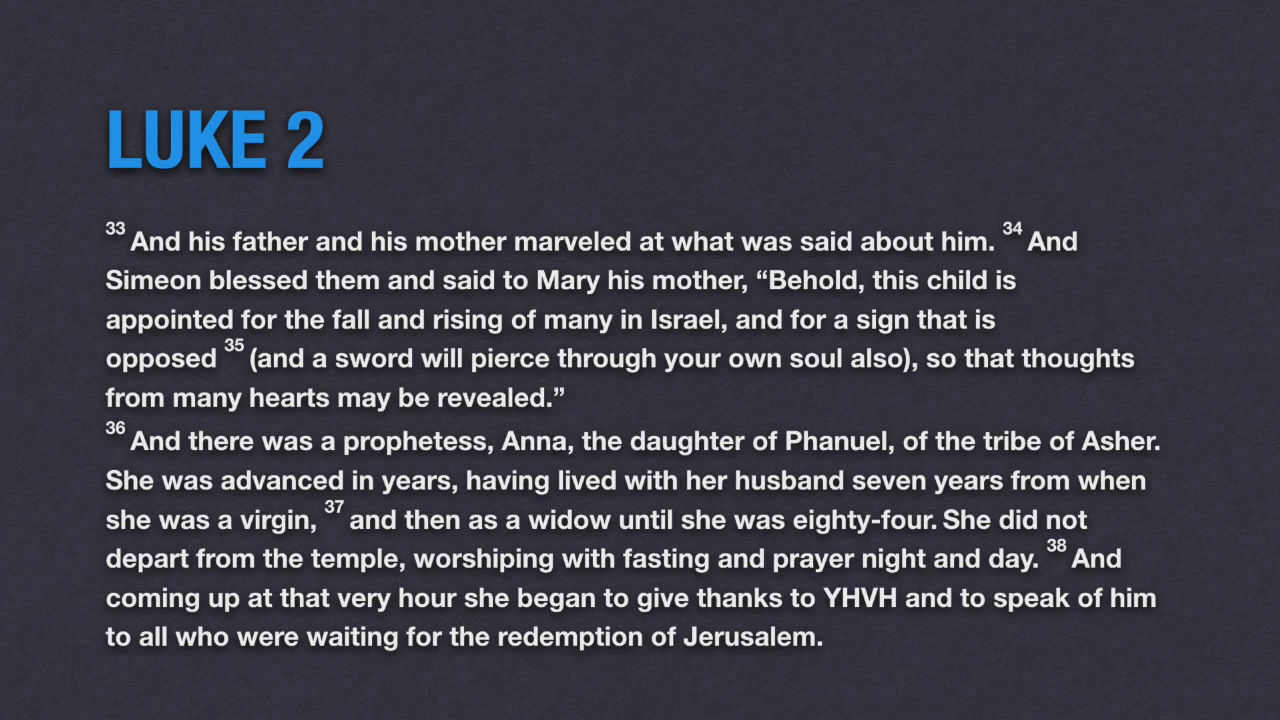 LUKE 2
33 And his father and his mother marveled at what was said about him. 34 And
Simeon blessed them and said to Mary his mother, “Behold, this child is
appointed for the fall and rising of many in Israel, and for a sign that is
opposed 35 (and a sword will pierce through your own soul also), so that thoughts
from many hearts may be revealed.”
36 And there was a prophetess, Anna, the daughter of Phanuel, of the tribe of Asher.
She was advanced in years, having lived with her husband seven years from when
she was a virgin, 37 and then as a widow until she was eighty-four. She did not
depart from the temple, worshiping with fasting and prayer night and day. 38 And
coming up at that very hour she began to give thanks to YHVH and to speak of him
to all who were waiting for the redemption of Jerusalem.